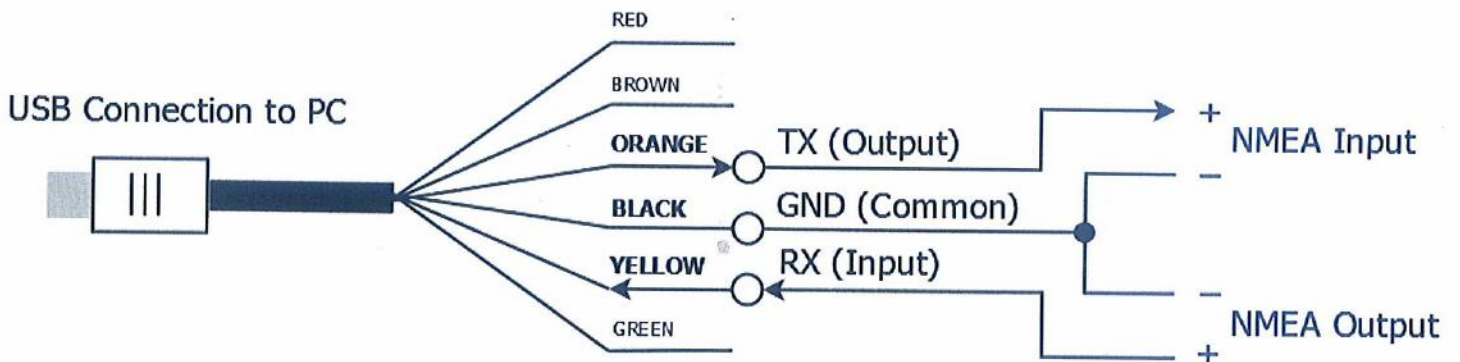 RED
USB Connection to PC
BROWN
ORANGE
TX (Output)
+
NMEA Input
−
BLACK
GND (Common)
YELLOW
RX (Input)
−
NMEA Output
GREEN
+